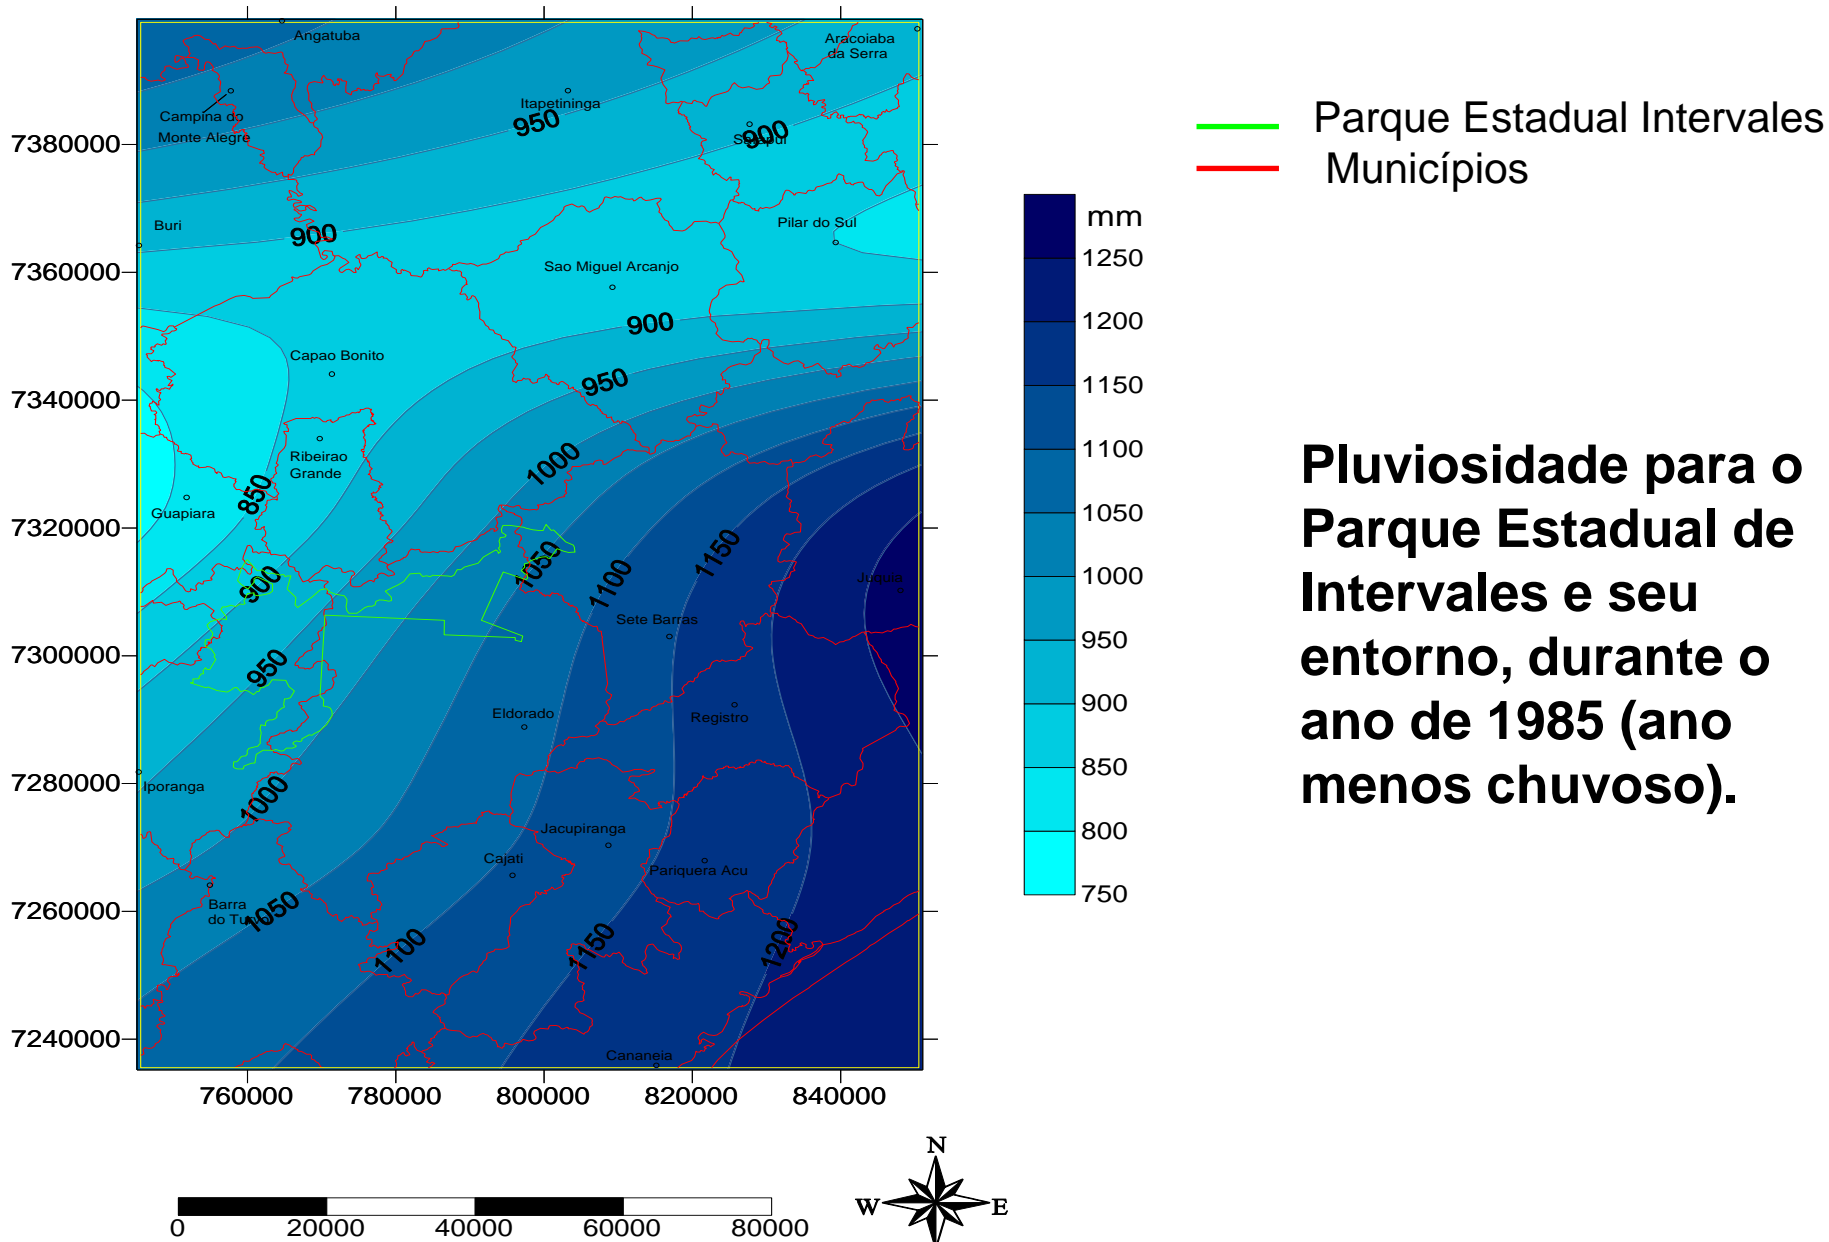 Angatuba
Aracoiaba
da Serra
Campina do
Monte Alegre
Itapetininga
950
900
Sarapui
7380000
Buri
900
Pilar do Sul
7360000
Sao Miguel Arcanjo
900
Capao Bonito
950
7340000
Ribeirao
Grande
1000
850
Guapiara
7320000
900
1050
1100
1150
Juquia
Sete Barras
7300000
950
Eldorado
Registro
7280000
Iporanga
1000
Jacupiranga
Cajati
Pariquera Acu
Barra
do Turvo
1050
7260000
1100
1150
1200
7240000
Cananeia
760000 780000 800000 820000 840000
0 20000 40000 60000 80000
N
W E
mm
1250
1200
1150
1100
1050
1000
950
900
850
800
750
Parque Estadual Intervales
Municípios
Pluviosidade para o
Parque Estadual de
Intervales e seu
entorno, durante o
ano de 1985 (ano
menos chuvoso).